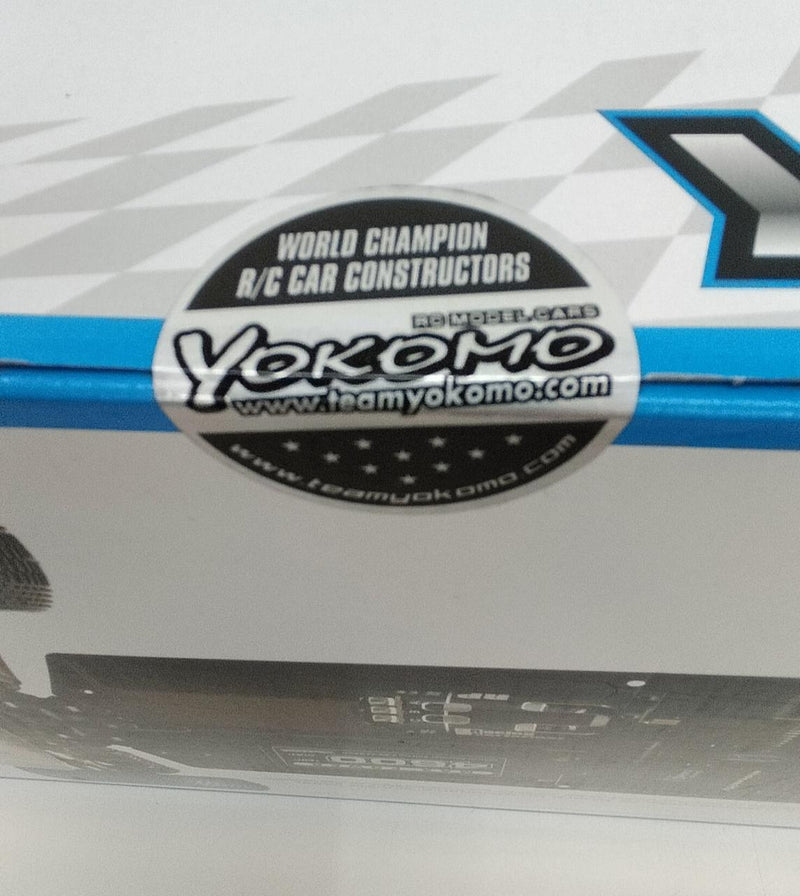 WORLD CHAMPION
R/C CAR CONSTRUCTORS
RC MODEL CARS
YOKOMO
www.teamyokomo.com
www.teamyokomo.com
Y